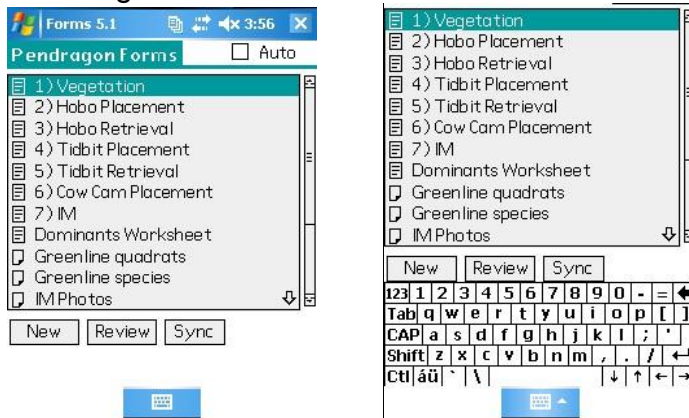 Forms 5.1 3:56
Pendragon Forms Auto
1) Vegetation
2) Hobo Placement
3) Hobo Retrieval
4) Tidbit Placement
5) Tidbit Retrieval
6) Cow Cam Placement
7) IM
Dominants Worksheet
Greenline quadrats
Greenline species
IM Photos
New Review Sync
1) Vegetation
2) Hobo Placement
3) Hobo Retrieval
4) Tidbit Placement
5) Tidbit Retrieval
6) Cow Cam Placement
7) IM
Dominants Worksheet
Greenline quadrats
Greenline species
IM Photos
New Review Sync
123 1 2 3 4 5 6 7 8 9 0 - =
Tab q w e r t y u i o p [ ]
CAP a s d f g h j k l ; '
Shift z x c v b n m , . /
Ctl áü ` \ ↓ ↑ ← →